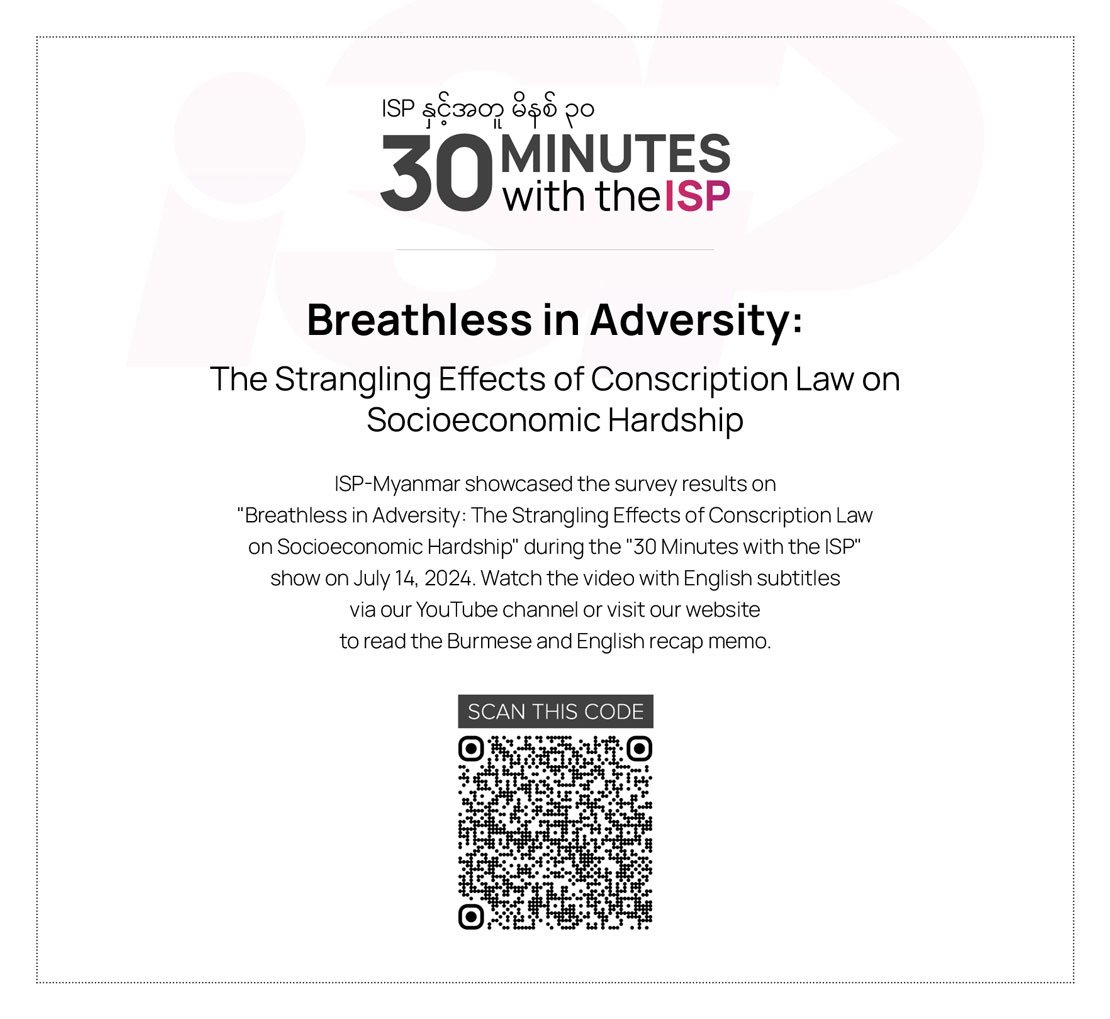 ISP နှင့်အတူ မိနစ် ၃၀
30 MINUTES
with the ISP
Breathless in Adversity:
The Strangling Effects of Conscription Law on
Socioeconomic Hardship
ISP-Myanmar showcased the survey results on
"Breathless in Adversity: The Strangling Effects of Conscription Law
on Socioeconomic Hardship" during the "30 Minutes with the ISP"
show on July 14, 2024. Watch the video with English subtitles
via our YouTube channel or visit our website
to read the Burmese and English recap memo.
SCAN THIS CODE